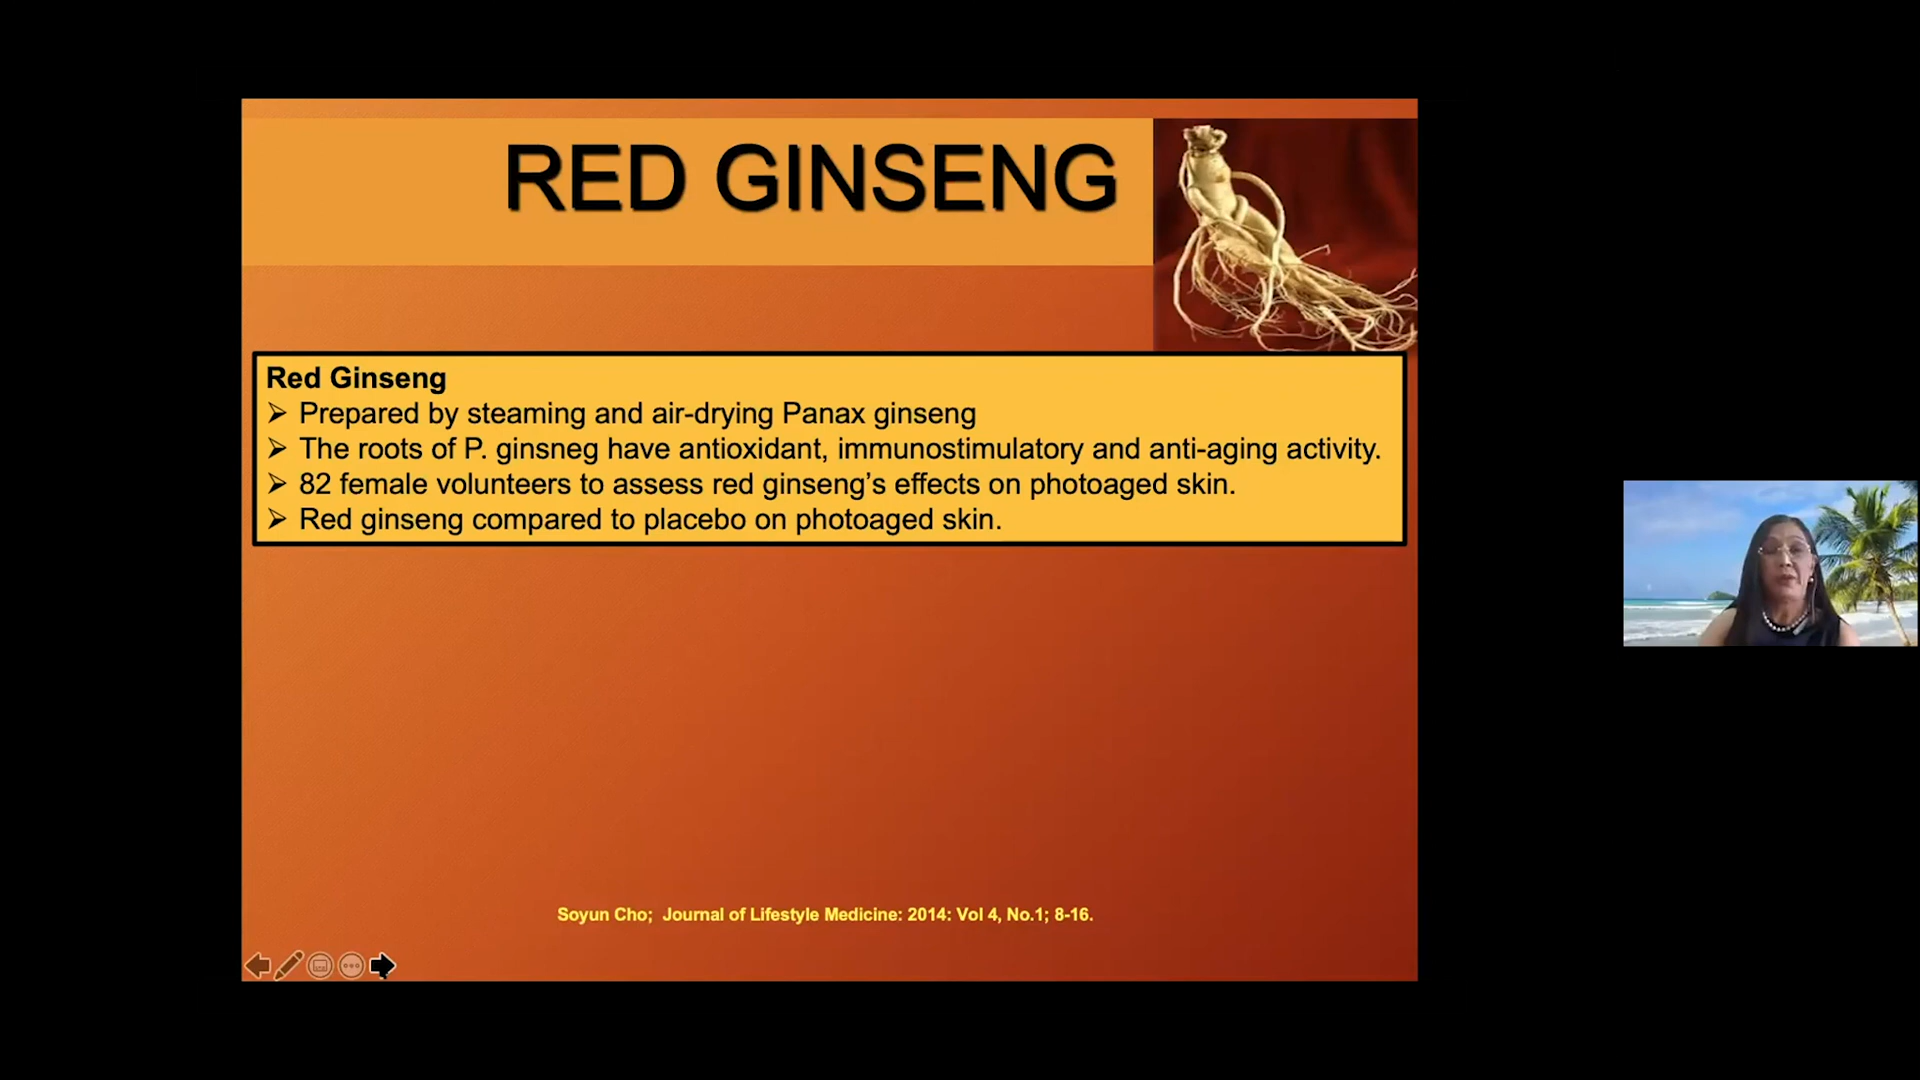 RED GINSENG
Red Ginseng
➢ Prepared by steaming and air-drying Panax ginseng
➢ The roots of P. ginsneg have antioxidant, immunostimulatory and anti-aging activity.
➢ 82 female volunteers to assess red ginseng’s effects on photoaged skin.
➢ Red ginseng compared to placebo on photoaged skin.
Soyun Cho; Journal of Lifestyle Medicine: 2014: Vol 4, No.1; 8-16.